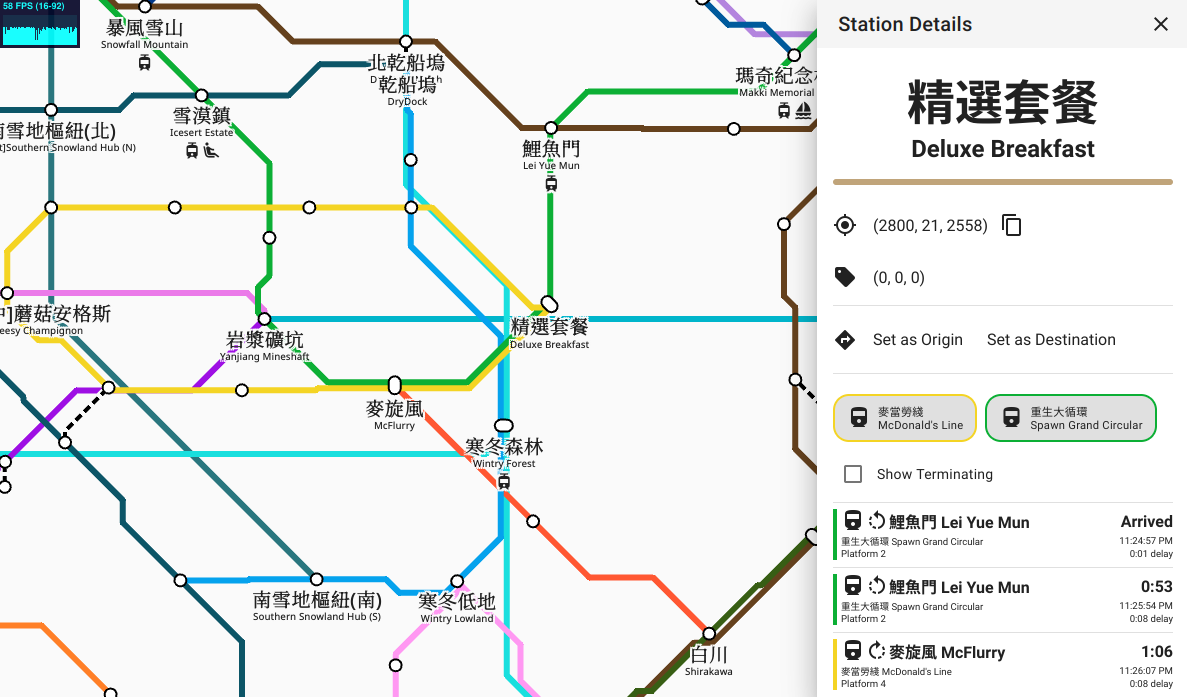 58 FPS (16-92)
暴風雪山
Snowfall Mountain
北乾船塢
乾船塢
DryDock
瑪奇紀念
Makki Memorial
雪漠鎮
Icesert Estate
南雪地樞紐(北)
]Southern Snowland Hub (N)
鯉魚門
Lei Yue Mun
]蘑菇安格斯
eesy Champignon
岩漿礦坑
Yanjiang Mineshaft
精選套餐
Deluxe Breakfast
麥旋風
McFlurry
寒冬森林
Wintry Forest
南雪地樞紐(南)
Southern Snowland Hub (S)
寒冬低地
Wintry Lowland
白川
Shirakawa
Station Details
精選套餐
Deluxe Breakfast
(2800, 21, 2558)
(0, 0, 0)
Set as Origin Set as Destination
麥當勞綫
McDonald's Line
重生大循環
Spawn Grand Circular
Show Terminating
鯉魚門 Lei Yue Mun Arrived
重生大循環 Spawn Grand Circular 11:24:57 PM
Platform 2 0:01 delay
鯉魚門 Lei Yue Mun 0:53
重生大循環 Spawn Grand Circular 11:25:54 PM
Platform 2 0:08 delay
麥旋風 McFlurry 1:06
麥當勞綫 McDonald's Line 11:26:07 PM
Platform 4 0:08 delay